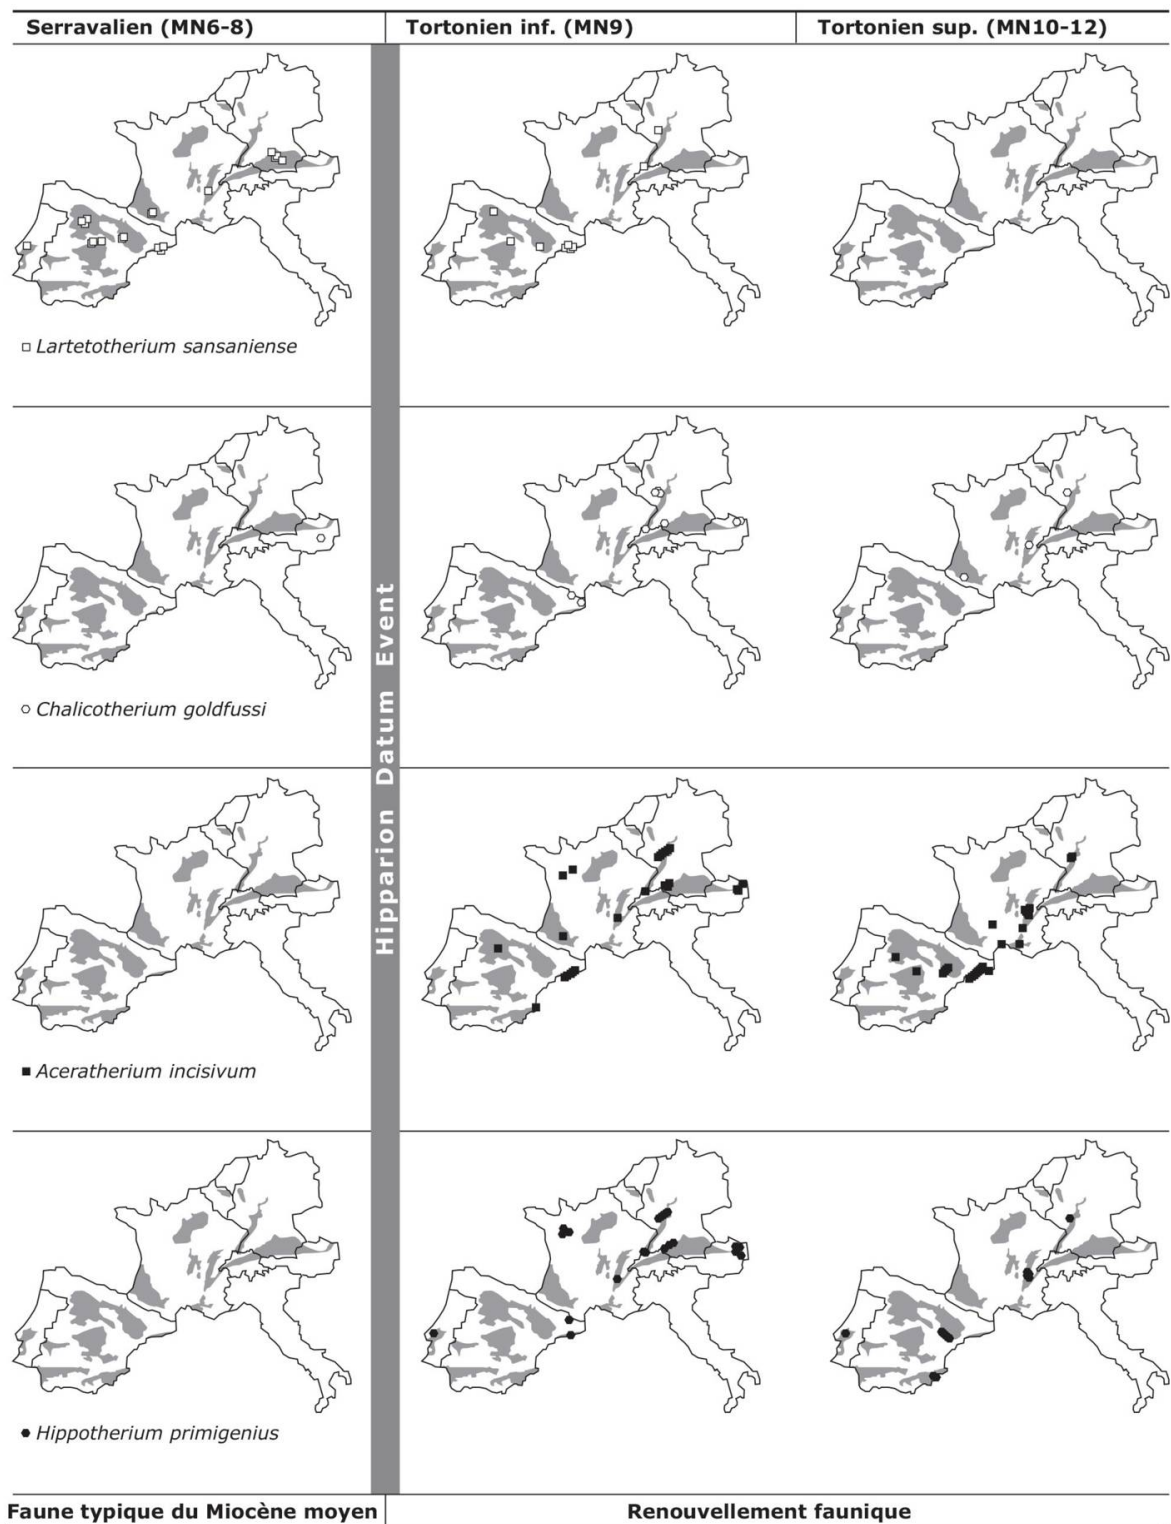 Serravalien (MN6-8)
Tortonien inf. (MN9)
Tortonien sup. (MN10-12)
Lartetotherium sansaniense
Chalicotherium goldfussi
Hipparion Datum Event
Aceratherium incisivum
Hippotherium primigenius
Faune typique du Miocène moyen
Renouvellement faunique